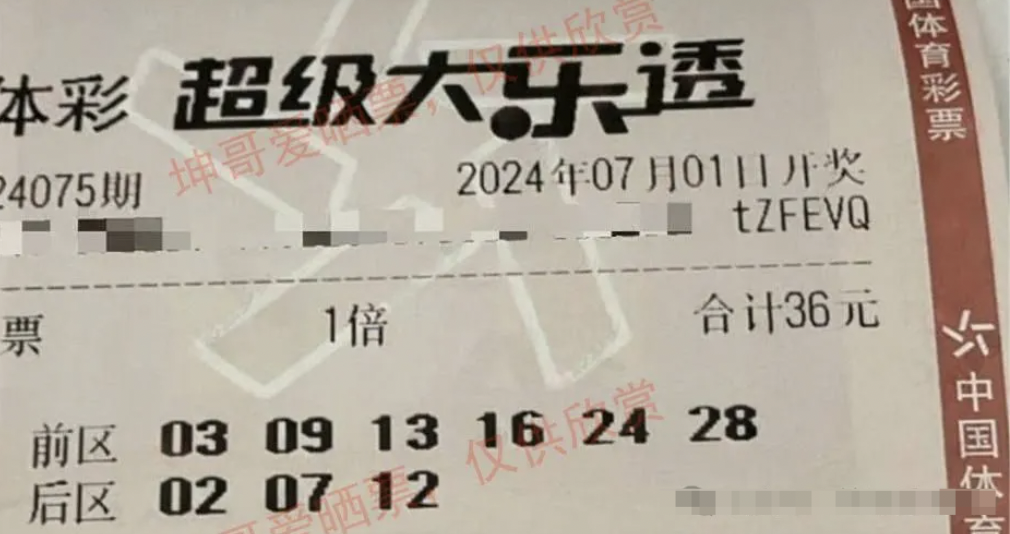 体彩 超级大乐透
24075期 2024年07月01日开奖
tZFEVQ
票 1倍 合计36元
前区 03 09 13 16 24 28
后区 02 07 12
国体育彩票
中国体育
坤哥爱晒票，仅供欣赏
坤哥爱晒票，仅供欣赏